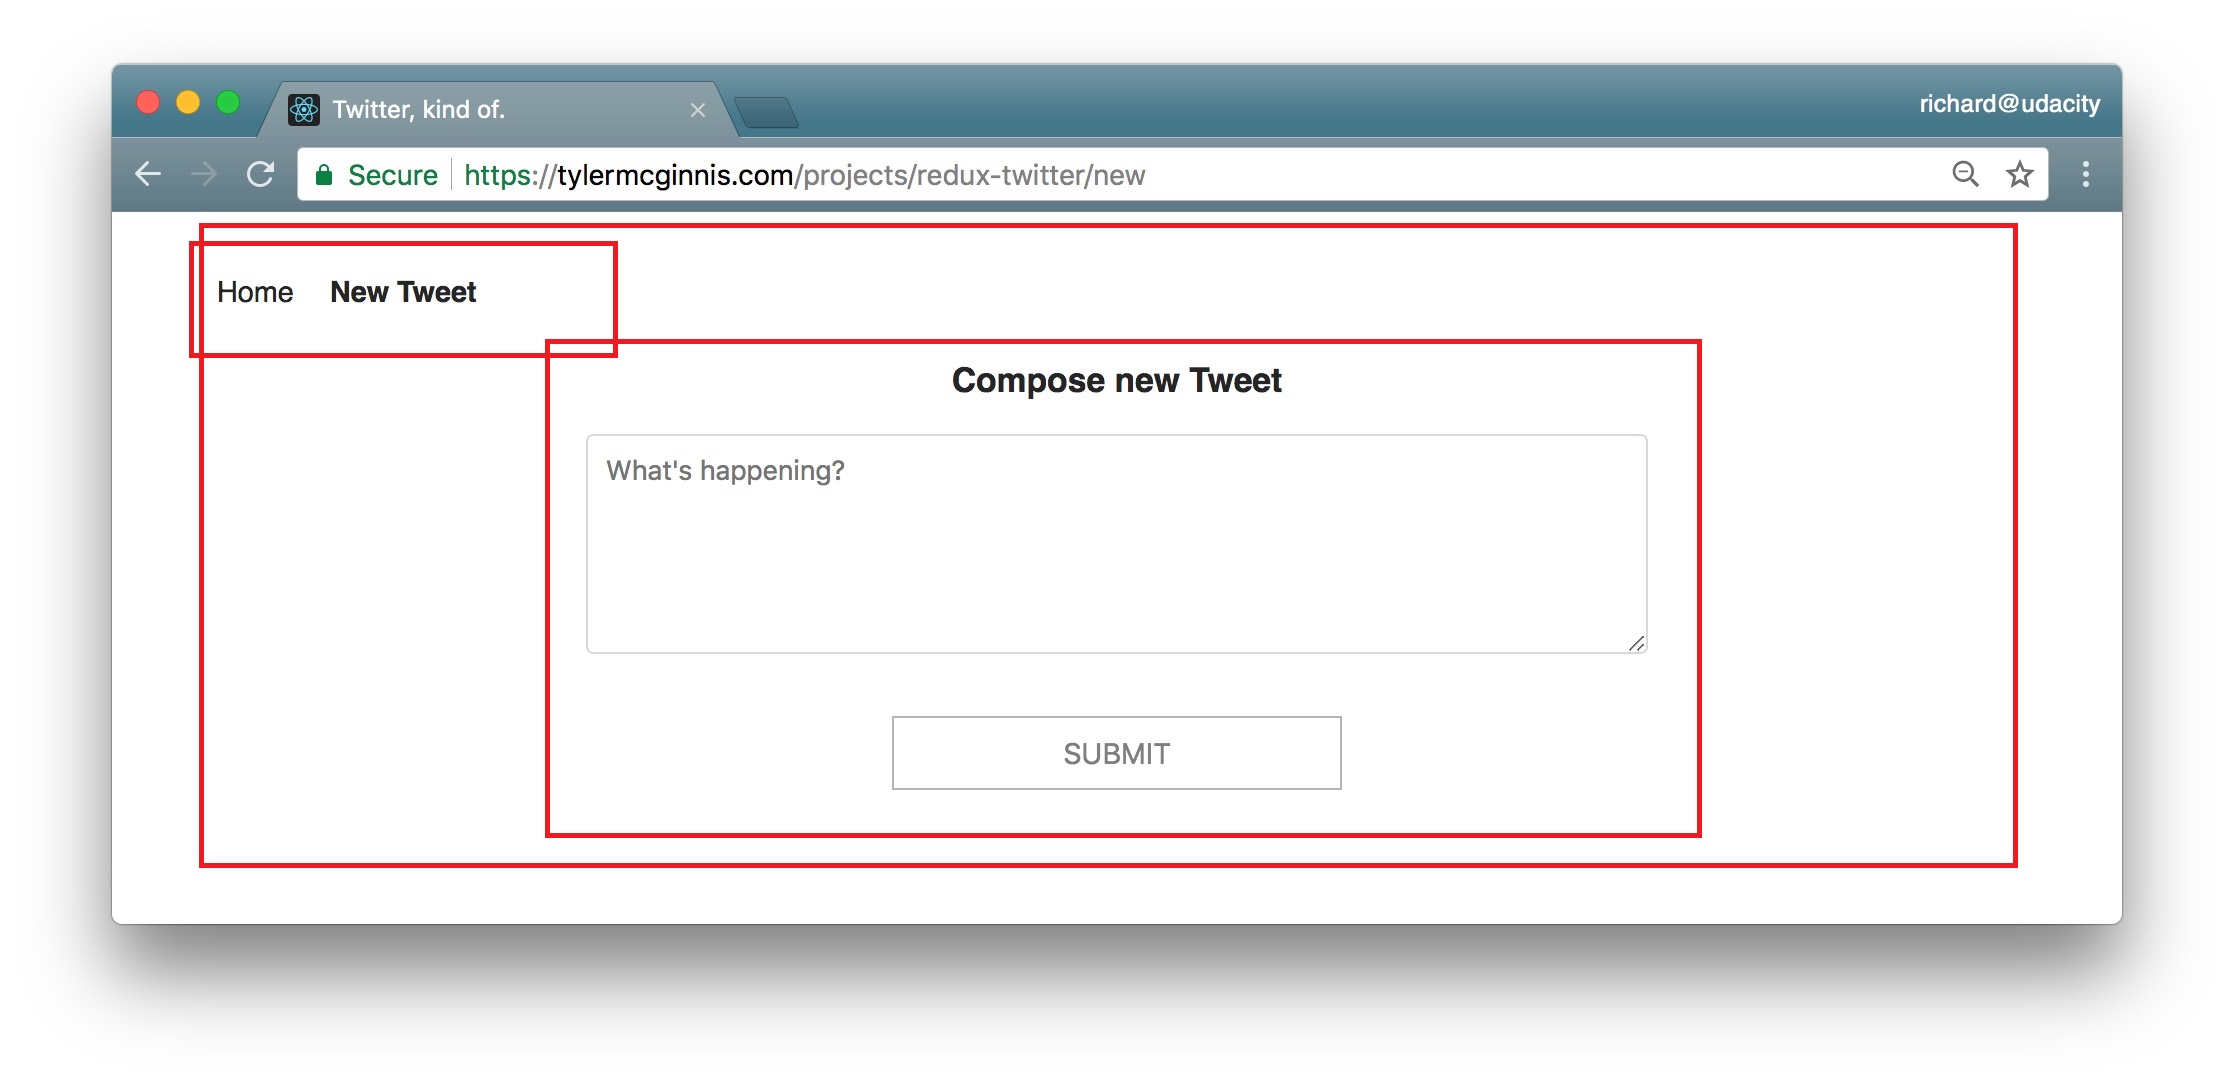 Twitter, kind of.
richard@udacity
Secure https://tylermcginnis.com/projects/redux-twitter/new
Home New Tweet
Compose new Tweet
What's happening?
SUBMIT